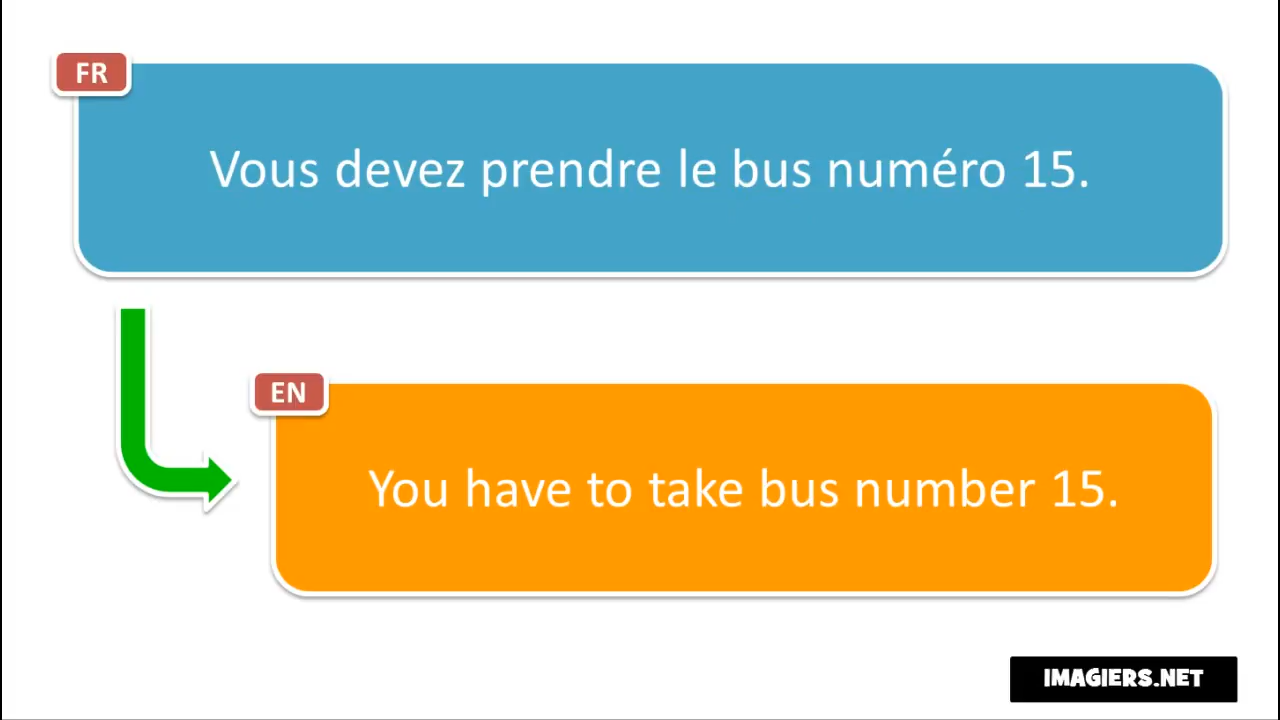 FR
Vous devez prendre le bus numéro 15.
EN
You have to take bus number 15.
IMAGIERS.NET